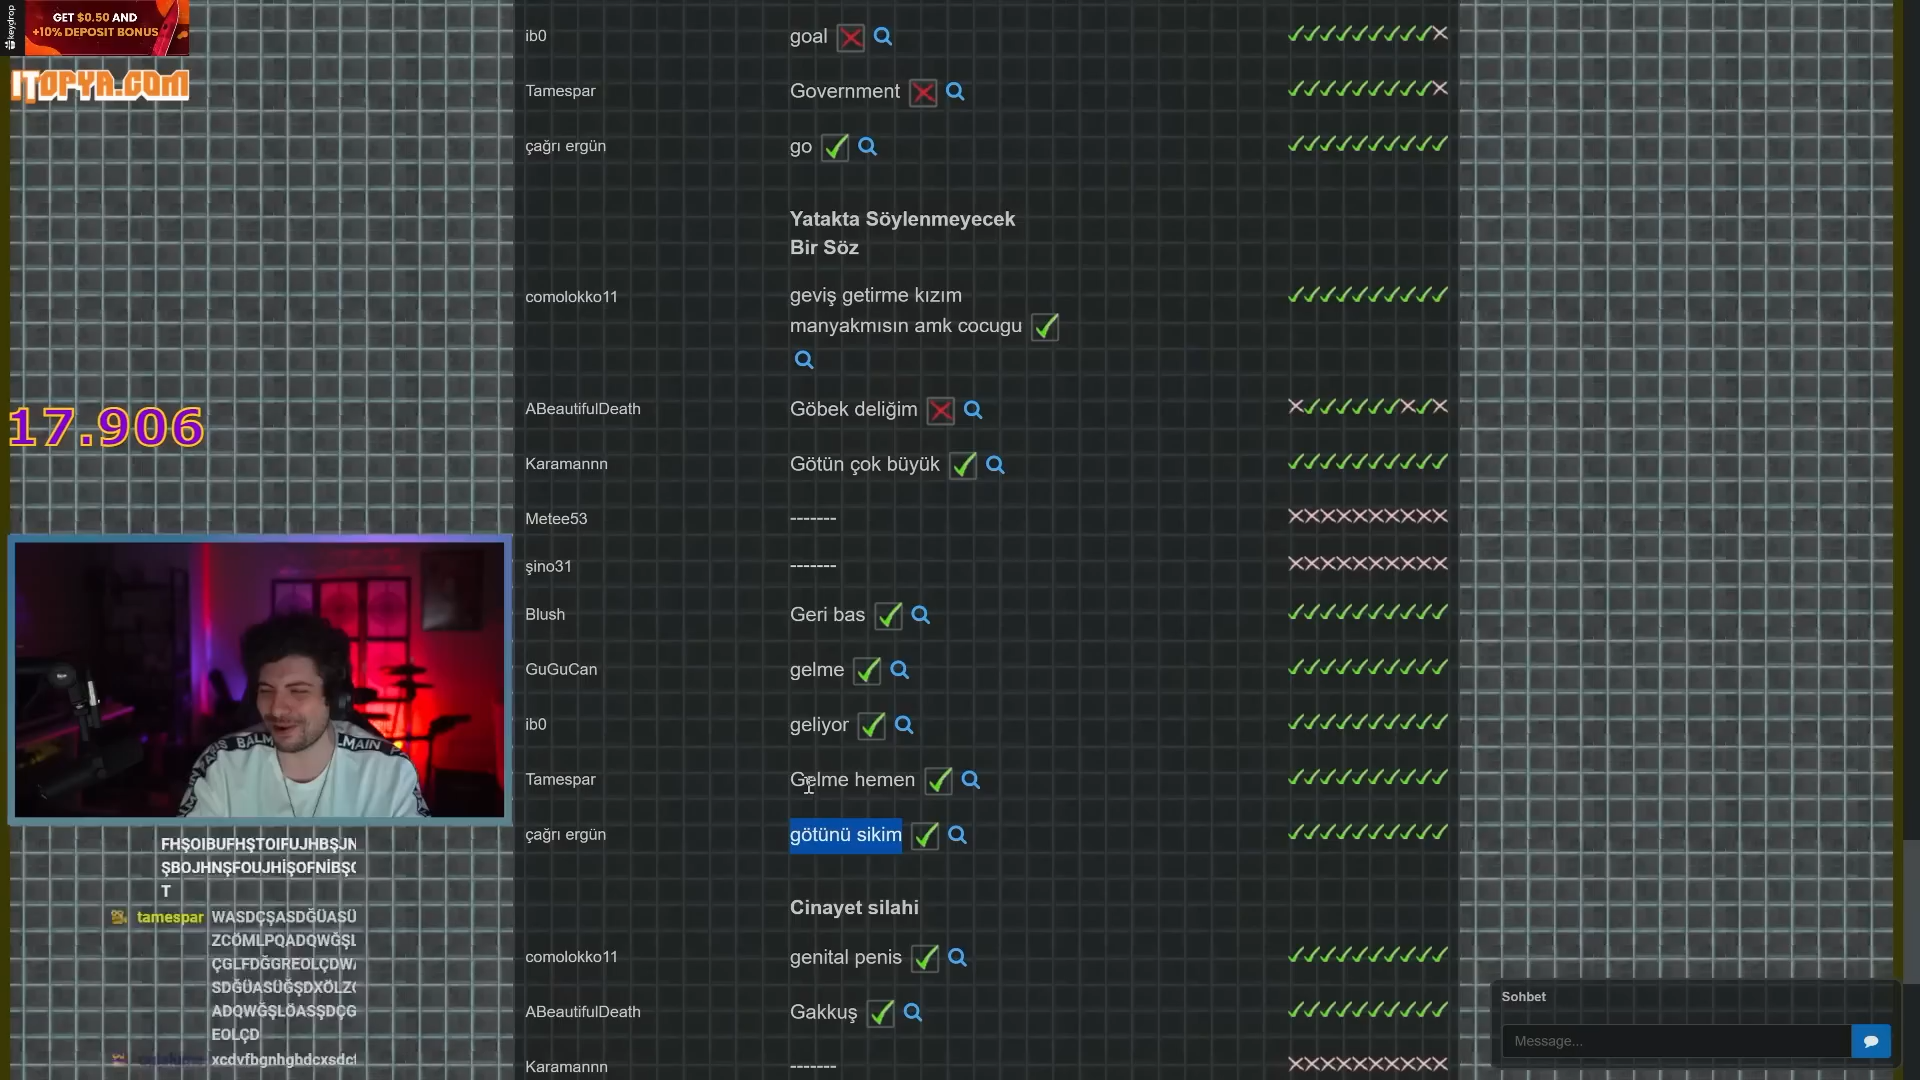 keydrop
GET $0.50 AND
+10% DEPOSIT BONUS
ITOPYA.COM
ib0 goal
Tamespar Government
çağrı ergün go
Yatakta Söylenmeyecek
Bir Söz
comolokko11 geviş getirme kızım
manyakmısın amk cocugu
ABeautifulDeath Göbek deliğim
17.906
Karamannn Götün çok büyük
Metee53 -------
şino31 -------
Blush Geri bas
GuGuCan gelme
ib0 geliyor
BALMAIN
Tamespar Gelme hemen
çağrı ergün götünü sikim
FHŞOIBUFHŞTOIFUJHBŞJN
ŞBOJHNŞFOUJHİŞOFNİBŞ
T
Cinayet silahi
tamespar WASDÇŞASDĞÜASÜ
ZCÖMLPQADQWĞŞL
comolokko11 genital penis
ÇGLFDĞGREOLÇDW
SDĞÜASÜĞŞDXÖLZ
ABeautifulDeath Gakkuş
ADQWĞŞLÖASŞDÇG
EOLÇD
xcdvfbgnhgbdcxsdc
Karamannn -------
Sohbet
Message...